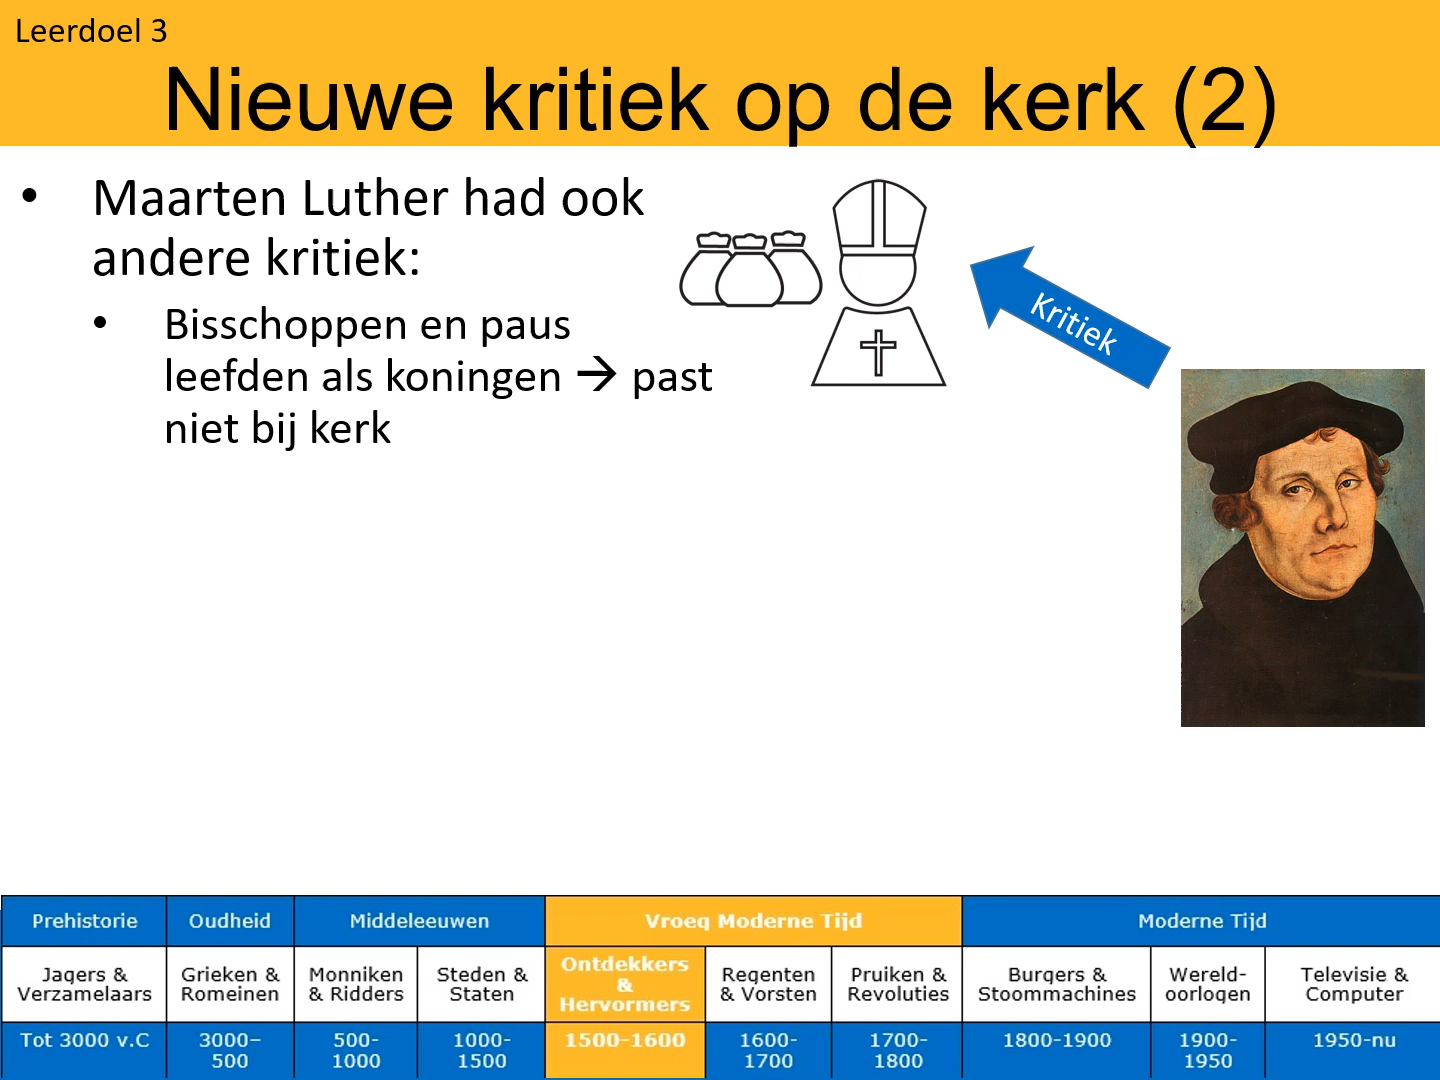 Leerdoel 3
Nieuwe kritiek op de kerk (2)
• Maarten Luther had ook
andere kritiek:
• Bisschoppen en paus
leefden als koningen → past
niet bij kerk
Kritiek
Prehistorie Oudheid Middeleeuwen Vroeg Moderne Tijd Moderne Tijd
Jagers &
Verzamelaars
Grieken &
Romeinen
Monniken
& Ridders
Steden &
Staten
Ontdekkers
&
Hervormers
Regenten
& Vorsten
Pruiken &
Revoluties
Burgers &
Stoommachines
Wereld-
oorlogen
Televisie &
Computer
Tot 3000 v.C
3000–
500
500-
1000
1000-
1500
1500-1600
1600-
1700
1700-
1800
1800-1900
1900-
1950
1950-nu